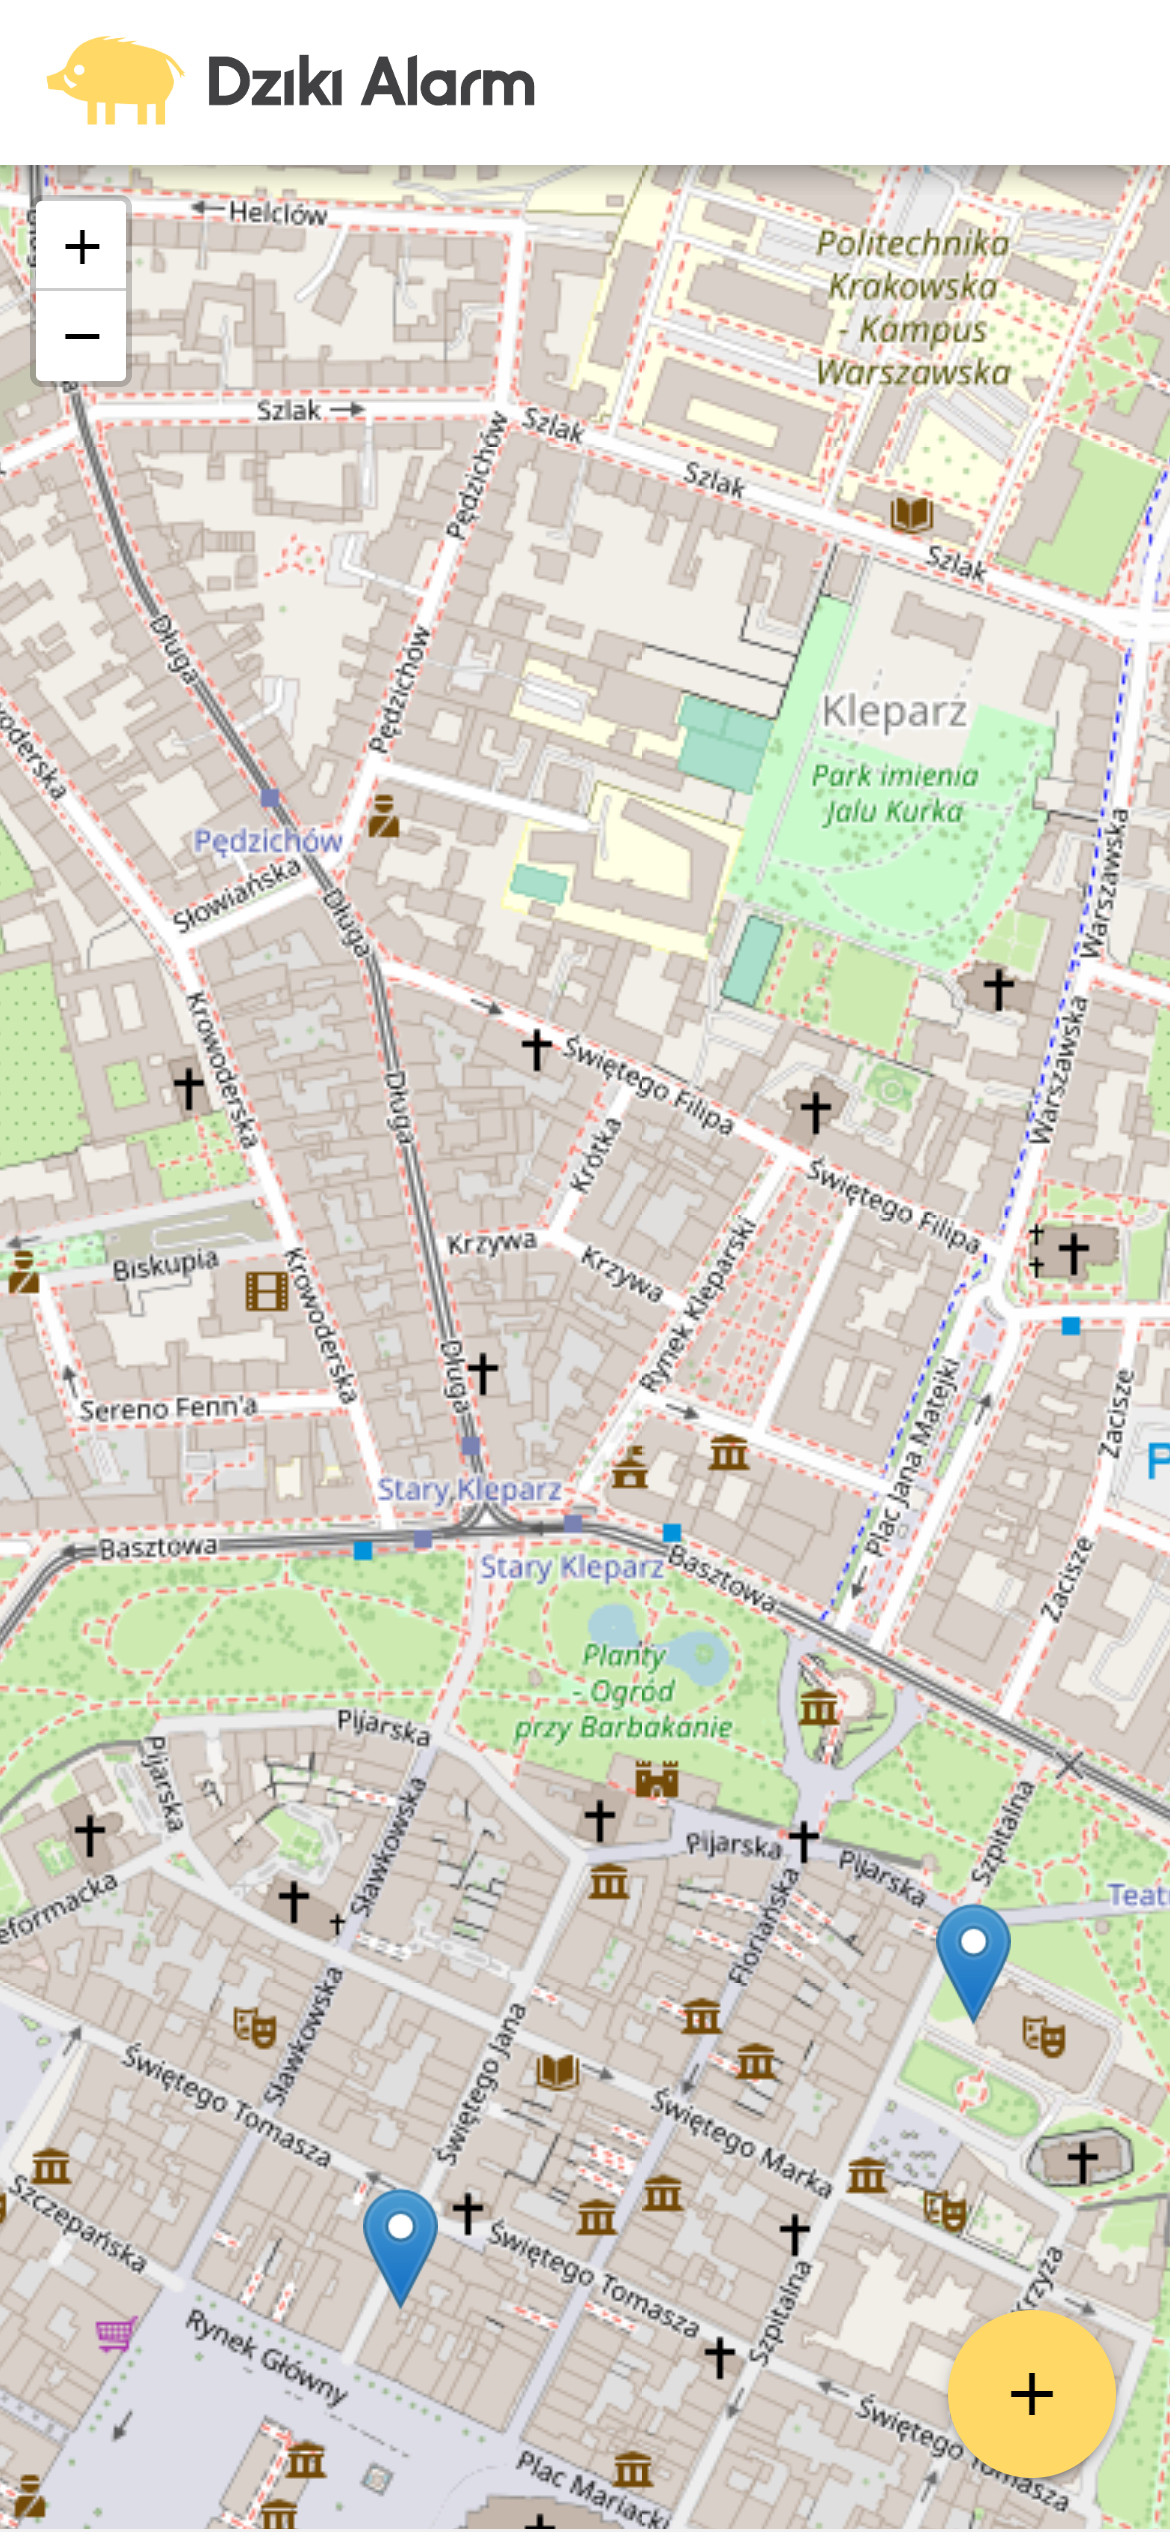 Dziki Alarm
Helclów
+
−
Politechnika
Krakowska
- Kampus
Warszawska
Szlak
Szlak
Szlak
Szlak
Pędzichów
Pędzichów
Długa
Kleparz
Park imienia
Jalu Kurka
Pędzichów
Słowiańska
Długa
Warszawska
Warszawska
Krowoderska
Długa
Świętego Filipa
Krótka
Świętego Filipa
Biskupia
Krzywa
Krzywa
Rynek Kleparski
Krowoderska
Długa
Sereno Fenn'a
Plac Jana Matejki
Zacisze
P
Stary Kleparz
Basztowa
Stary Kleparz
Basztowa
Zacisze
Planty
- Ogród
przy Barbakanie
Pijarska
Pijarska
Sławkowska
Pijarska
Pijarska
Szpitalna
Floriańska
Sławkowska
Świętego Jana
Świętego Tomasza
Świętego Marka
Szczepańska
Świętego Tomasza
Szpitalna
Rynek Główny
+
Świętego Tomasza
Plac Mariacki